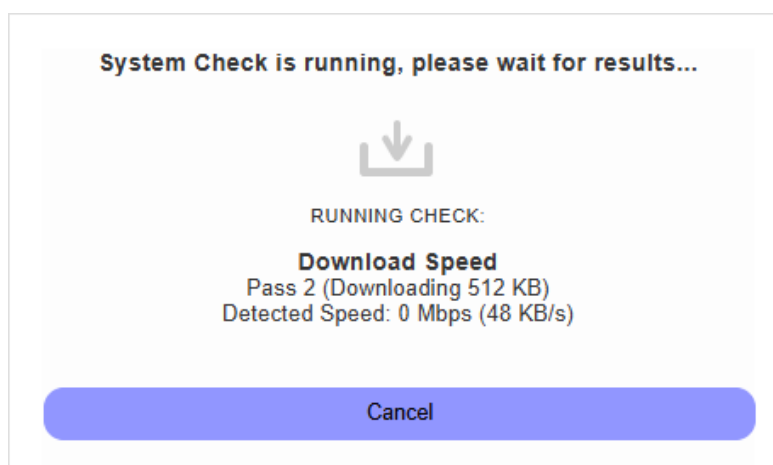 System Check is running, please wait for results...
RUNNING CHECK:
Download Speed
Pass 2 (Downloading 512 KB)
Detected Speed: 0 Mbps (48 KB/s)
Cancel